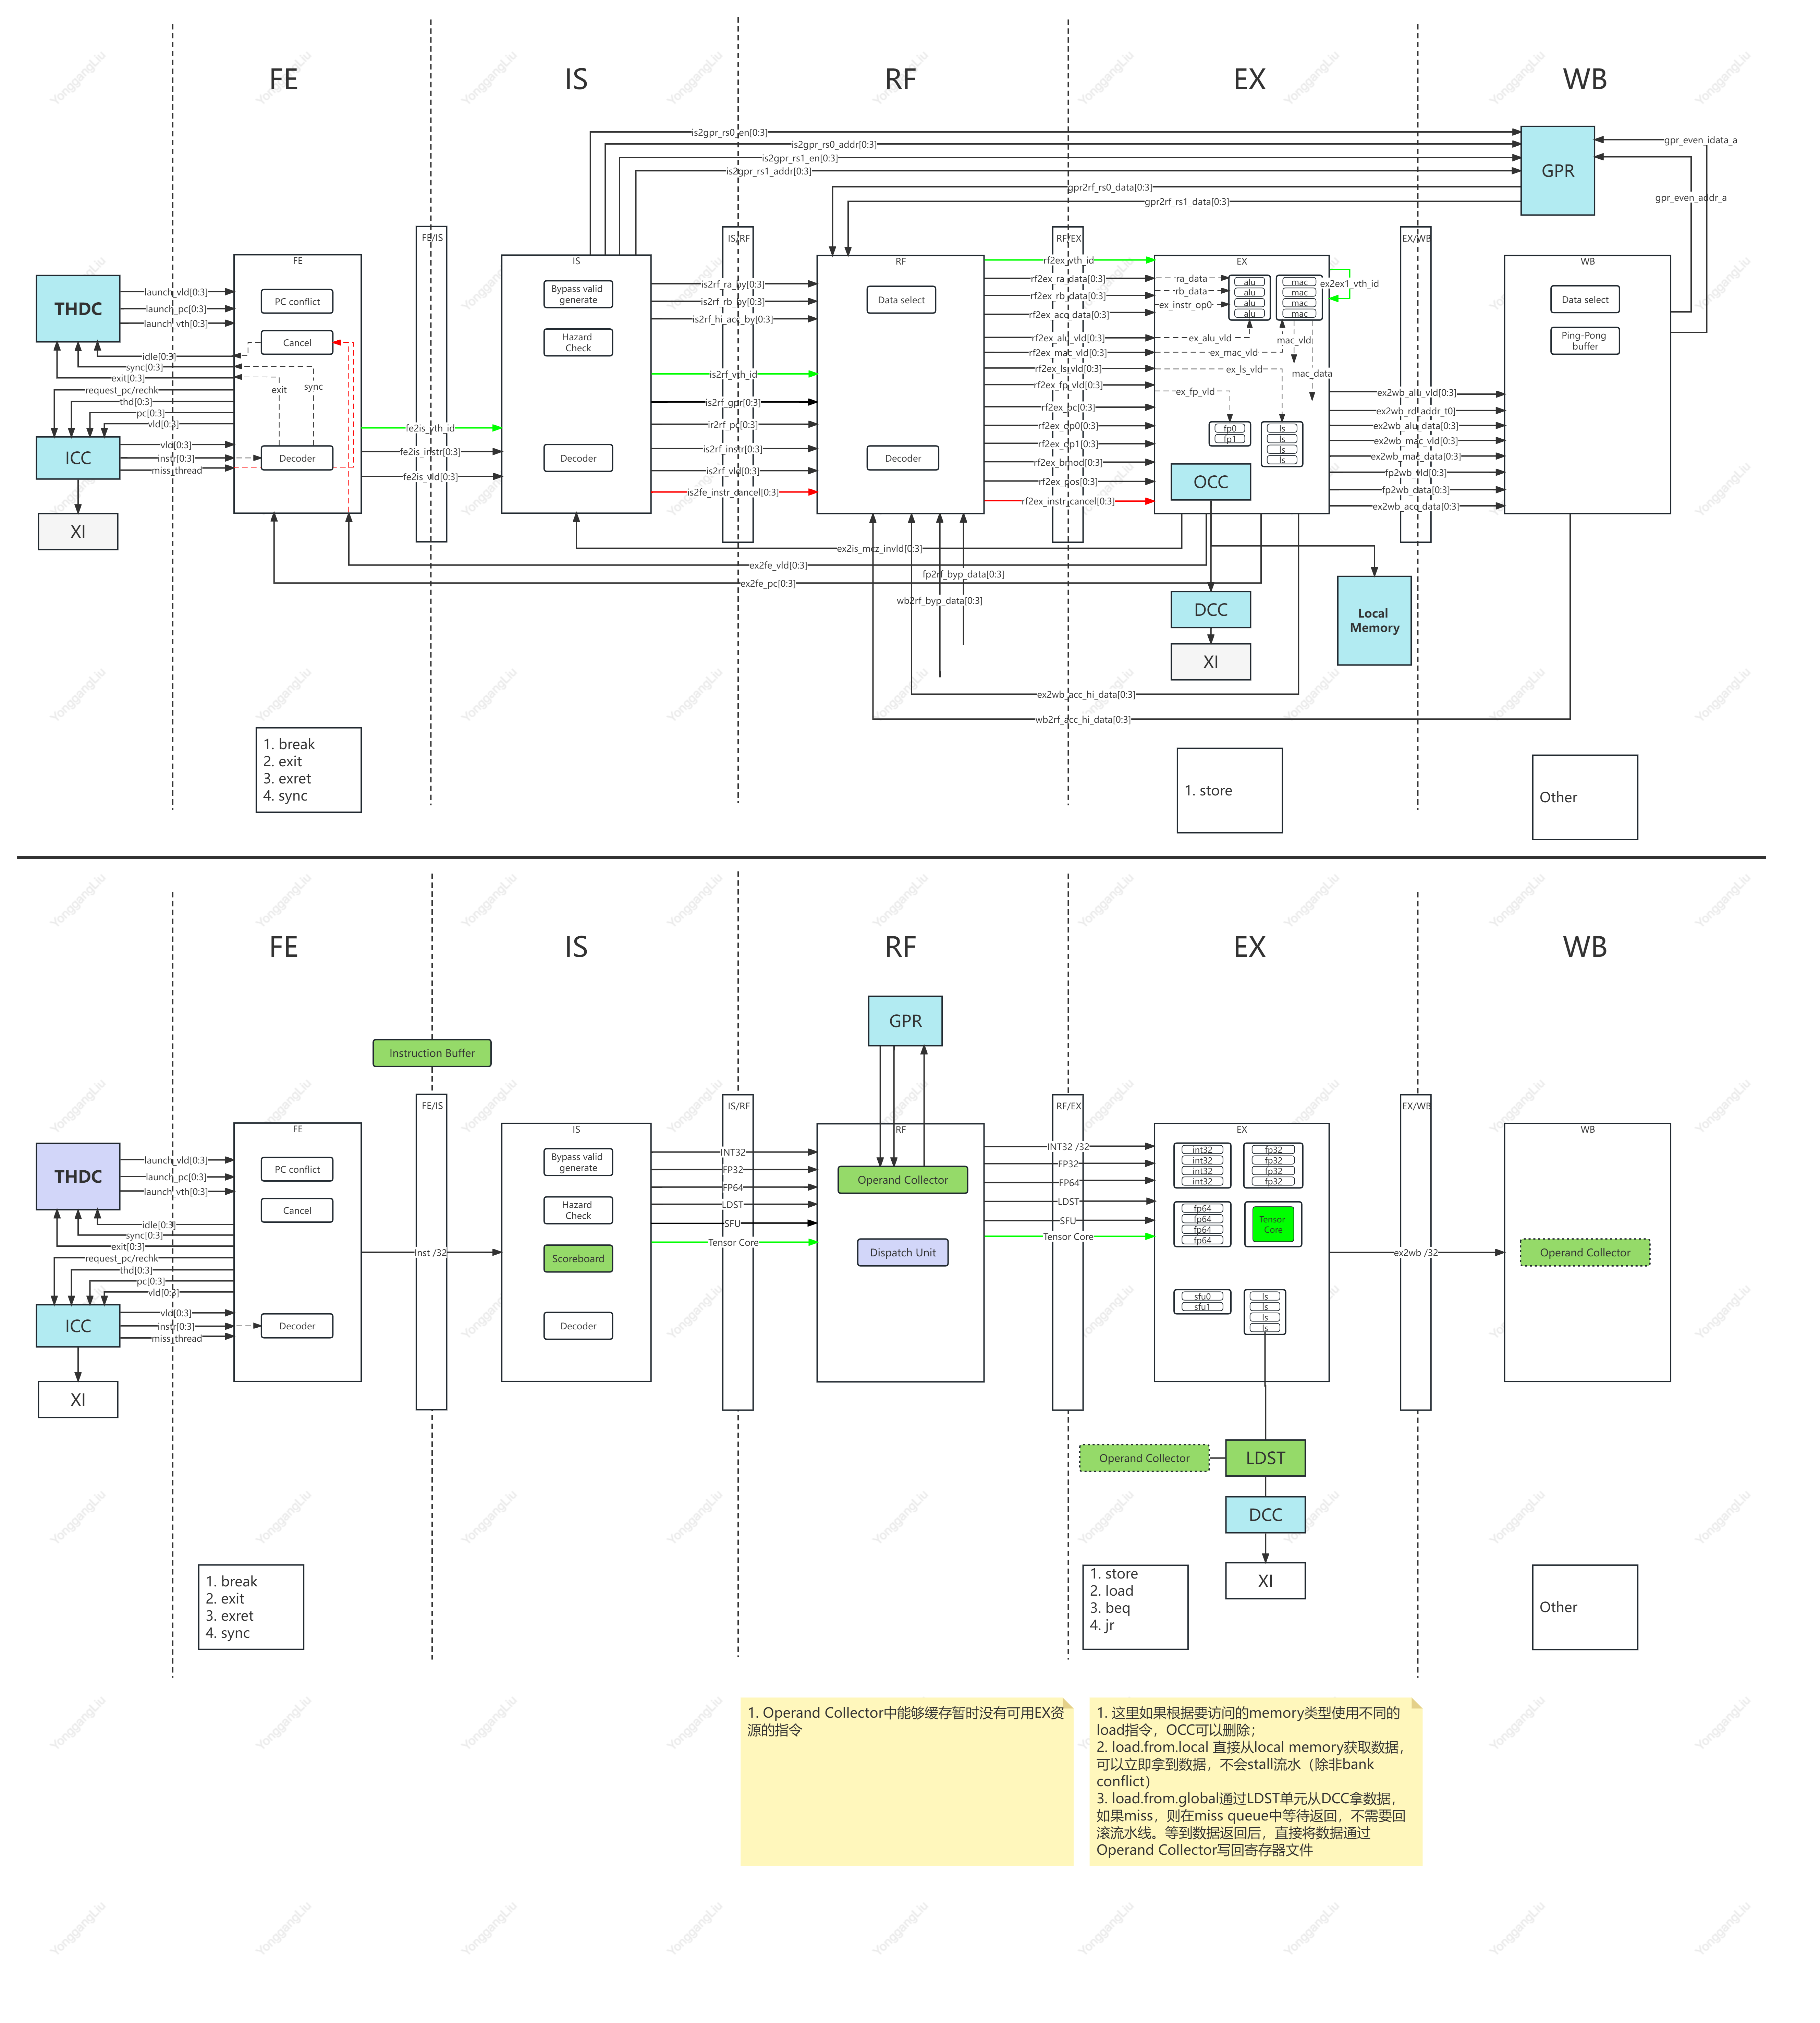 FE
IS
RF
EX
WB
is2gpr_rs0_en[0:3]
is2gpr_rs0_addr[0:3]
is2gpr_rs1_en[0:3]
is2gpr_rs1_addr[0:3]
gpr2rf_rs0_data[0:3]
gpr2rf_rs1_data[0:3]
GPR
gpr_even_idata_a
gpr_even_addr_a
THDC
launch_vld[0:3]
launch_pc[0:3]
launch_vth[0:3]
idle[0:3]
sync[0:3]
exit[0:3]
request_pc/rechk
thd[0:3]
pc[0:3]
vld[0:3]
ICC
vld[0:3]
instr[0:3]
miss_thread
XI
FE
PC conflict
Cancel
exit
sync
Decoder
FE/IS
fe2is_vth_id
fe2is_instr[0:3]
fe2is_vld[0:3]
IS
Bypass valid
generate
Hazard
Check
Decoder
IS/RF
is2rf_ra_by[0:3]
is2rf_rb_by[0:3]
is2rf_hi_acc_by[0:3]
is2rf_vth_id
is2rf_gpr[0:3]
ir2rf_pc[0:3]
is2rf_instr[0:3]
is2rf_vld[0:3]
is2fe_instr_cancel[0:3]
RF
Data select
Decoder
RF/EX
rf2ex_vth_id
rf2ex_ra_data[0:3]
rf2ex_rb_data[0:3]
rf2ex_acq_data[0:3]
rf2ex_alu_vld[0:3]
rf2ex_mac_vld[0:3]
rf2ex_ls_vld[0:3]
rf2ex_fp_vld[0:3]
rf2ex_pc[0:3]
rf2ex_op0[0:3]
rf2ex_op1[0:3]
rf2ex_bmod[0:3]
rf2ex_pos[0:3]
rf2ex_instr_cancel[0:3]
EX
ra_data
rb_data
ex_instr_op0
alu
alu
alu
alu
mac
mac
mac
mac
ex2ex1_vth_id
ex_alu_vld
mac_vld
ex_mac_vld
ex_ls_vld
mac_data
ex_fp_vld
fp0
fp1
ls
ls
ls
ls
OCC
EX/WB
ex2wb_alu_vld[0:3]
ex2wb_rd_addr_t0]
ex2wb_alu_data[0:3]
ex2wb_mac_vld[0:3]
ex2wb_mac_data[0:3]
fp2wb_vld[0:3]
fp2wb_data[0:3]
ex2wb_acq_data[0:3]
WB
Data select
Ping-Pong
buffer
ex2is_mcz_invld[0:3]
ex2fe_vld[0:3]
ex2fe_pc[0:3]
fp2rf_byp_data[0:3]
wb2rf_byp_data[0:3]
DCC
XI
Local
Memory
ex2wb_acc_hi_data[0:3]
wb2rf_acc_hi_data[0:3]
1. break
2. exit
3. exret
4. sync
1. store
Other
FE
IS
RF
EX
WB
GPR
Instruction Buffer
THDC
launch_vld[0:3]
launch_pc[0:3]
launch_vth[0:3]
idle[0:3]
sync[0:3]
exit[0:3]
request_pc/rechk
thd[0:3]
pc[0:3]
vld[0:3]
ICC
vld[0:3]
instr[0:3]
miss_thread
XI
FE
PC conflict
Cancel
Decoder
FE/IS
Inst /32
IS
Bypass valid
generate
Hazard
Check
Scoreboard
Decoder
IS/RF
INT32
FP32
FP64
LDST
SFU
Tensor Core
RF
Operand Collector
Dispatch Unit
RF/EX
INT32 /32
FP32
FP64
LDST
SFU
Tensor Core
EX
int32
int32
int32
int32
fp32
fp32
fp32
fp32
fp64
fp64
fp64
fp64
Tensor
Core
sfu0
sfu1
ls
ls
ls
ls
EX/WB
ex2wb /32
WB
Operand Collector
Operand Collector
LDST
DCC
XI
1. break
2. exit
3. exret
4. sync
1. store
2. load
3. beq
4. jr
Other
1. Operand Collector中能够缓存暂时没有可用EX资
源的指令
1. 这里如果根据要访问的memory类型使用不同的
load指令，OCC可以删除；
2. load.from.local 直接从local memory获取数据，
可以立即拿到数据，不会stall流水（除非bank
conflict）
3. load.from.global通过LDST单元从DCC拿数据，
如果miss，则在miss queue中等待返回，不需要回
滚流水线。等到数据返回后，直接将数据通过
Operand Collector写回寄存器文件
YonggangLiu